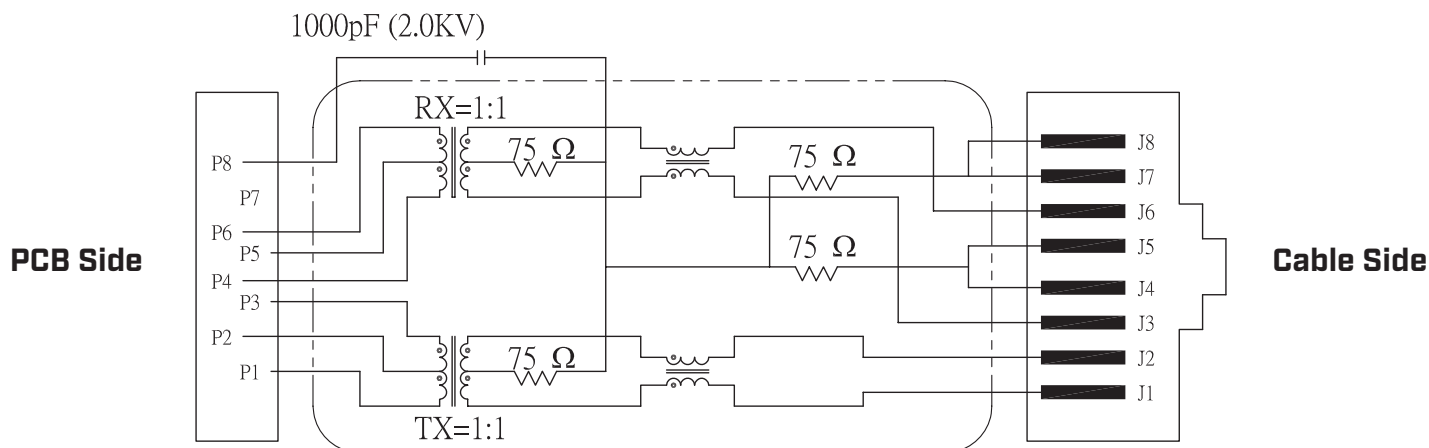 1000pF (2.0KV)
RX=1:1
75 Ω
75 Ω
75 Ω
75 Ω
TX=1:1
PCB Side
P8
P7
P6
P5
P4
P3
P2
P1
J8
J7
J6
J5
J4
J3
J2
J1
Cable Side